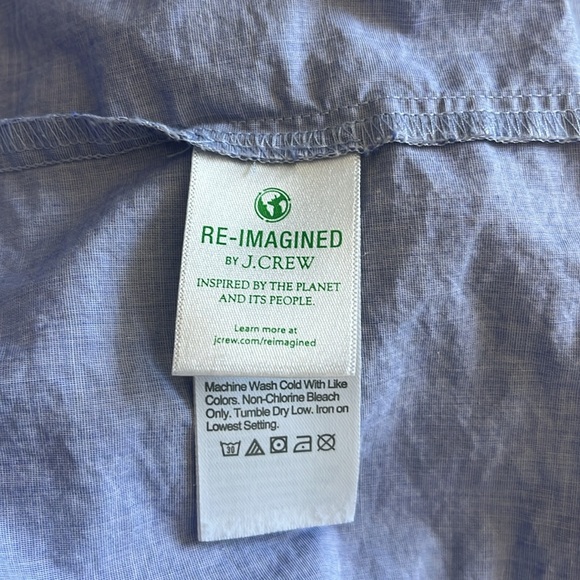 RE-IMAGINED
BY J.CREW
INSPIRED BY THE PLANET
AND ITS PEOPLE.
Learn more at
jcrew.com/reimagined
Machine Wash Cold With Like
Colors. Non-Chlorine Bleach
Only. Tumble Dry Low. Iron on
Lowest Setting.
30